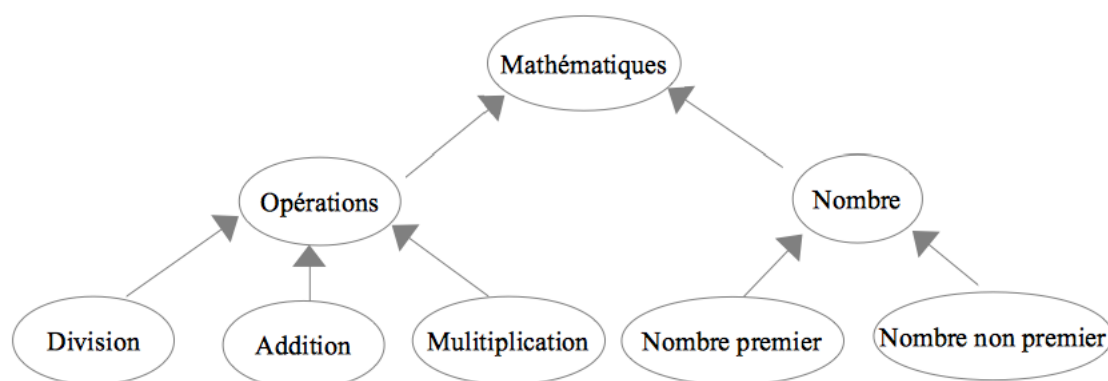 Mathématiques
Opérations
Nombre
Division
Addition
Mulitiplication
Nombre premier
Nombre non premier